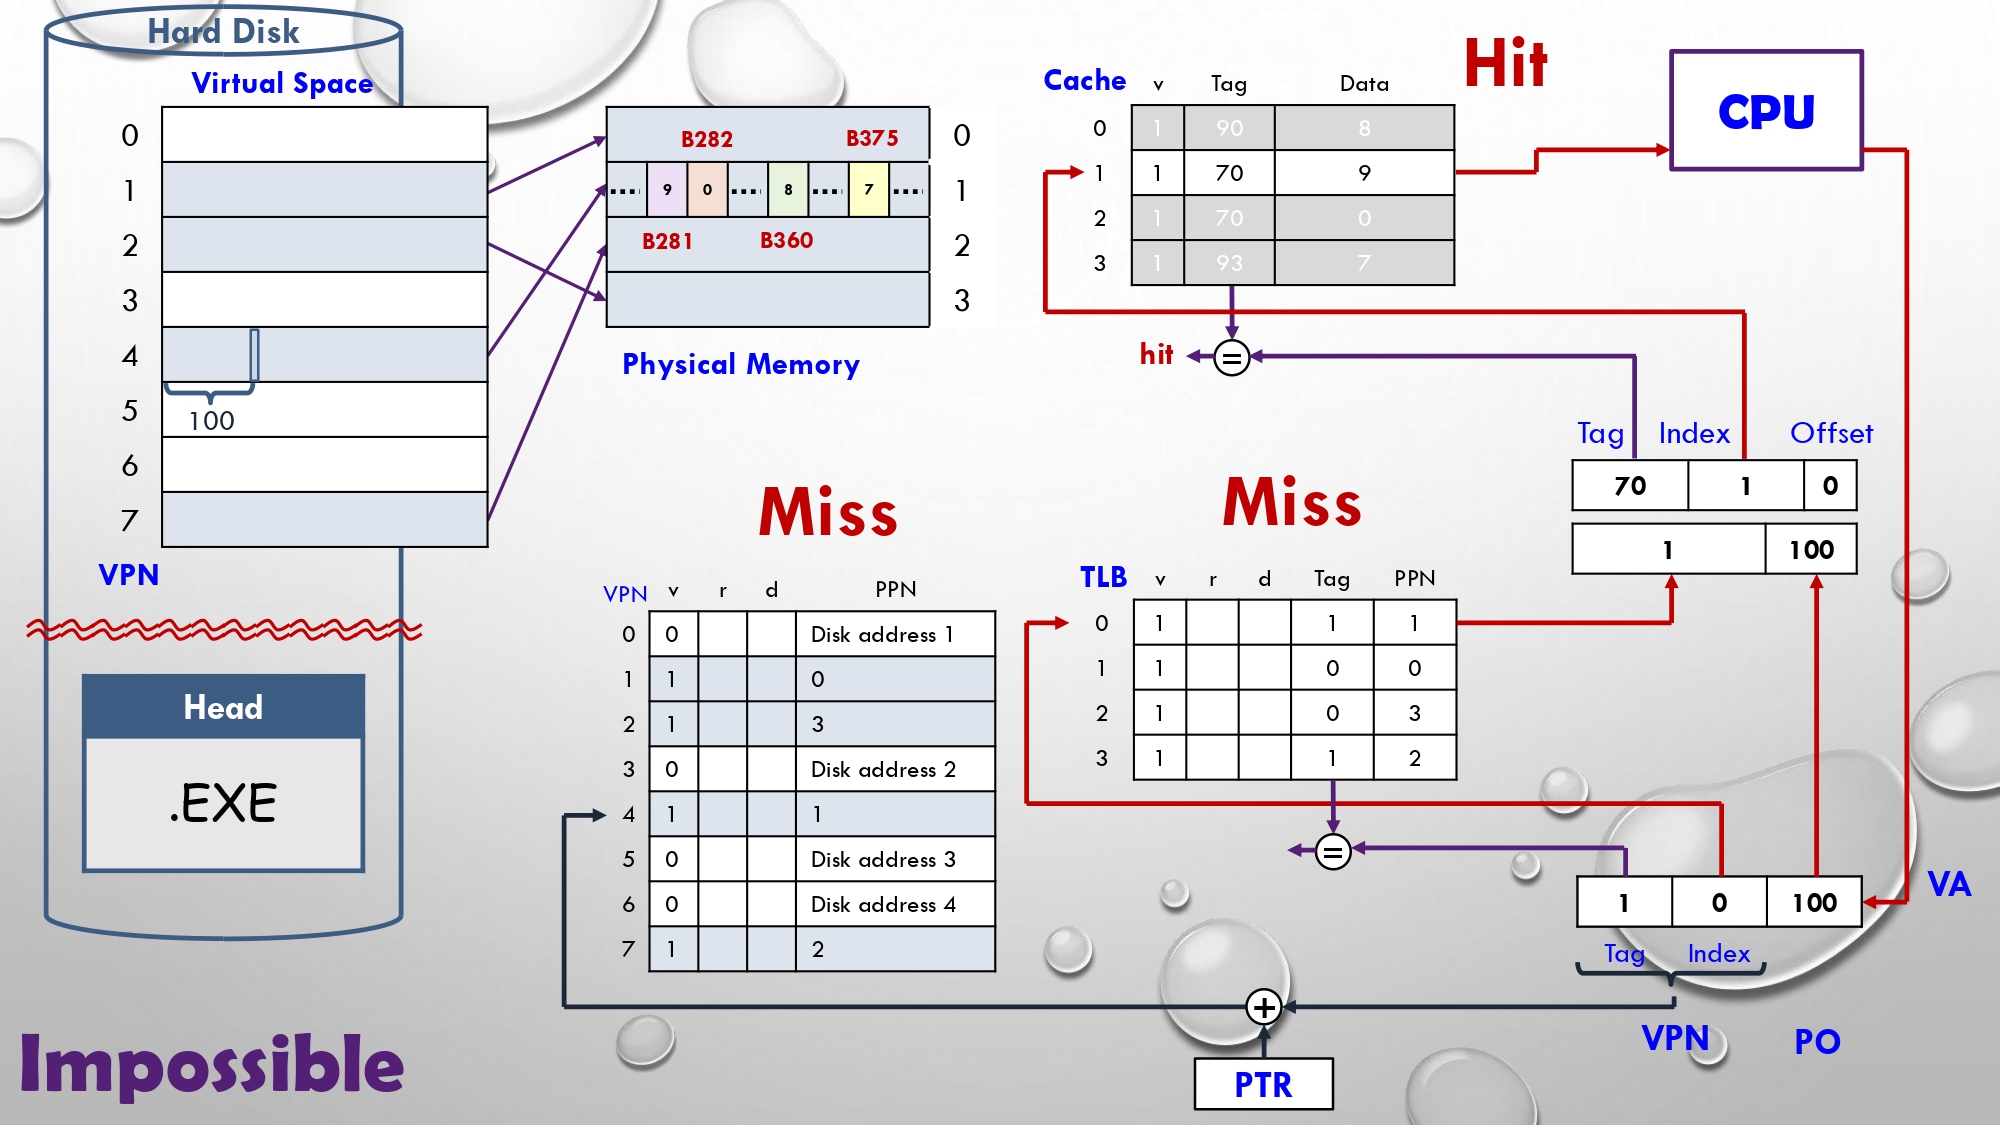 Hard Disk
Virtual Space
0
1
2
3
4
5
6
7
100
VPN
Head
.EXE
Impossible
B282 B375
.... 9 0 .... 8 .... 7 ....
B281 B360
0
1
2
3
Physical Memory
Miss
VPN v r d PPN
0 0 Disk address 1
1 1 0
2 1 3
3 0 Disk address 2
4 1 1
5 0 Disk address 3
6 0 Disk address 4
7 1 2
Hit
Cache v Tag Data
0 1 90 8
1 1 70 9
2 1 70 0
3 1 93 7
= hit
CPU
Tag Index Offset
70 1 0
1 100
Miss
TLB v r d Tag PPN
0 1 1 1
1 1 0 0
2 1 0 3
3 1 1 2
=
1 0 100
VA
Tag Index
VPN PO
+
PTR